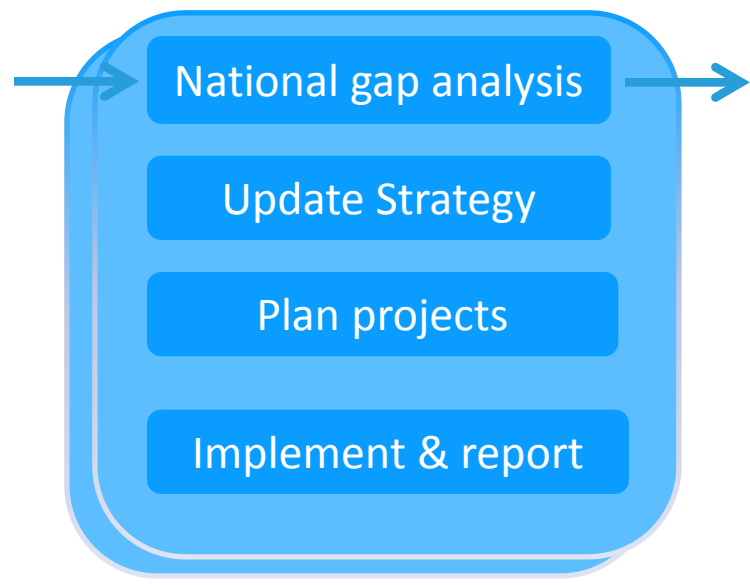 National gap analysis
Update Strategy
Plan projects
Implement & report